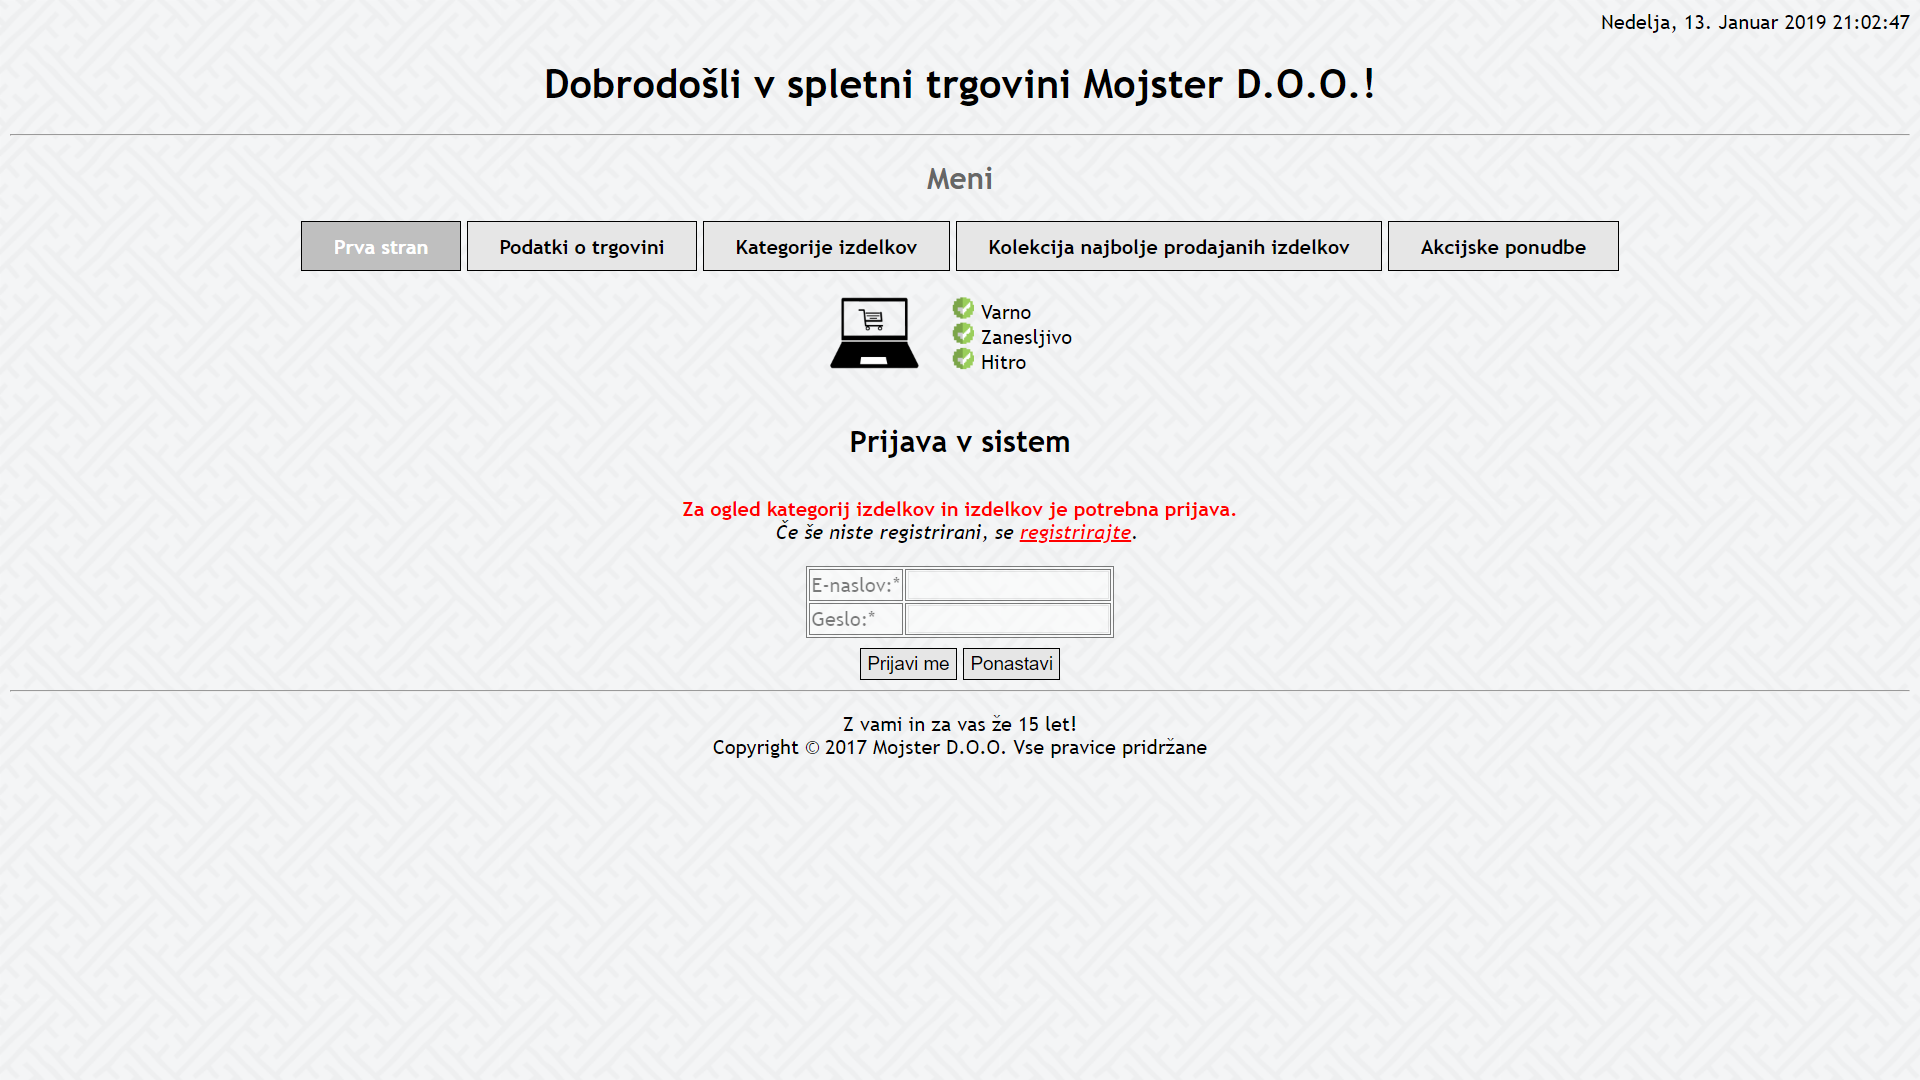 Nedelja, 13. Januar 2019 21:02:47
Dobrodošli v spletni trgovini Mojster D.O.O.!
Meni
Prva stran Podatki o trgovini Kategorije izdelkov Kolekcija najbolje prodajanih izdelkov Akcijske ponudbe
Varno
Zanesljivo
Hitro
Prijava v sistem
Za ogled kategorij izdelkov in izdelkov je potrebna prijava.
Če še niste registrirani, se registrirajte.
E-naslov:*
Geslo:*
Prijavi me Ponastavi
Z vami in za vas že 15 let!
Copyright © 2017 Mojster D.O.O. Vse pravice pridržane